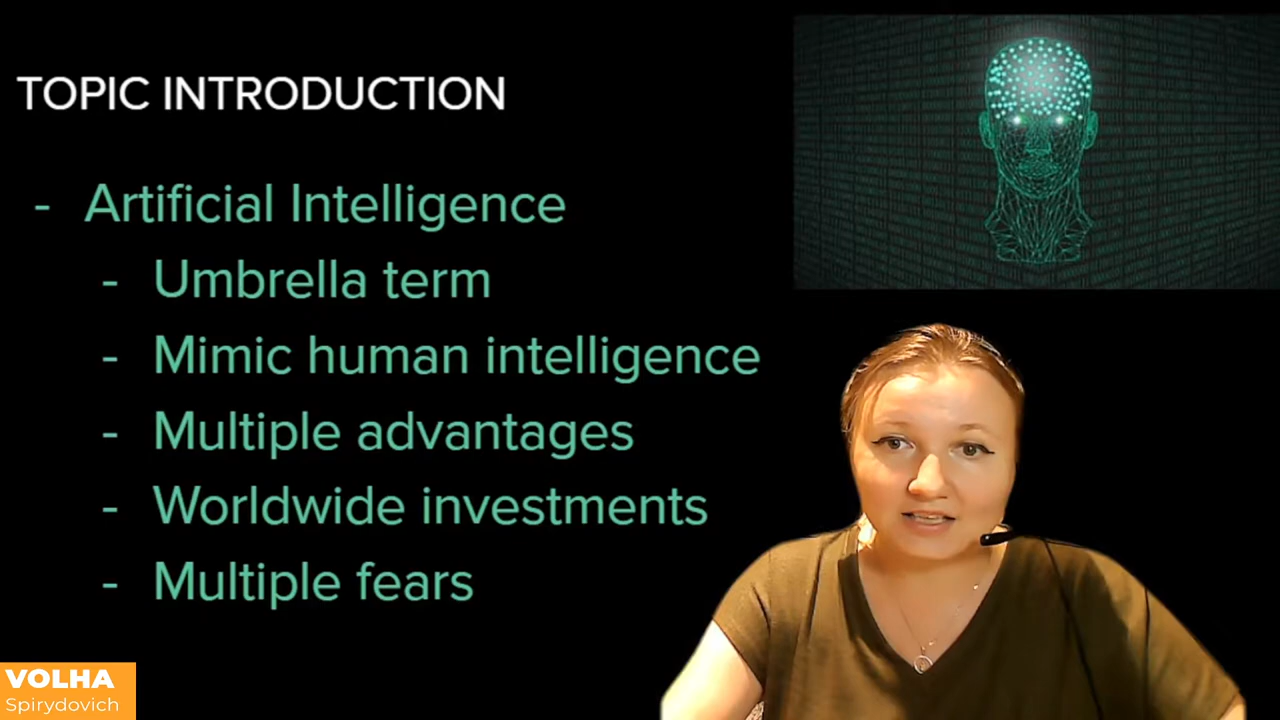 TOPIC INTRODUCTION
- Artificial Intelligence
- Umbrella term
- Mimic human intelligence
- Multiple advantages
- Worldwide investments
- Multiple fears
VOLHA
Spirydovich